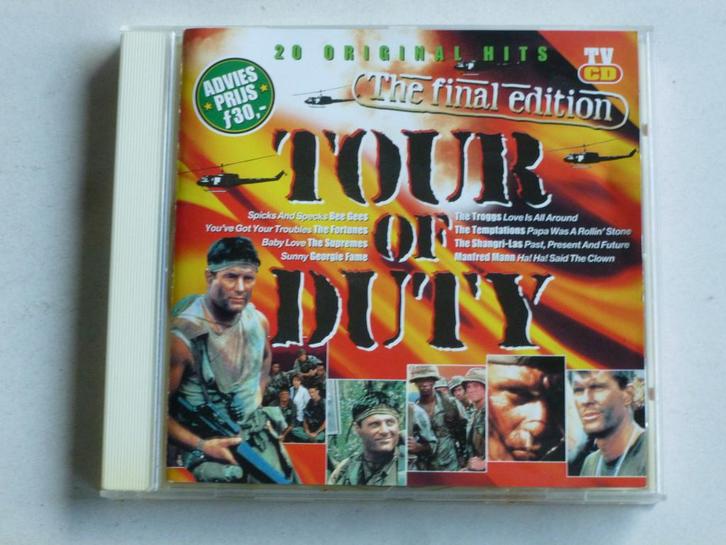 20 ORIGINAL HITS
TV
CD
ADVIES
PRIJS
ƒ30,-
The final edition
TOUR
OF
DUTY
Spicks And Specks Bee Gees
You've Got Your Troubles The Fortunes
Baby Love The Supremes
Sunny Georgie Fame
The Troggs Love Is All Around
The Temptations Papa Was A Rollin' Stone
The Shangri-Las Past, Present And Future
Manfred Mann Ha! Ha! Said The Clown